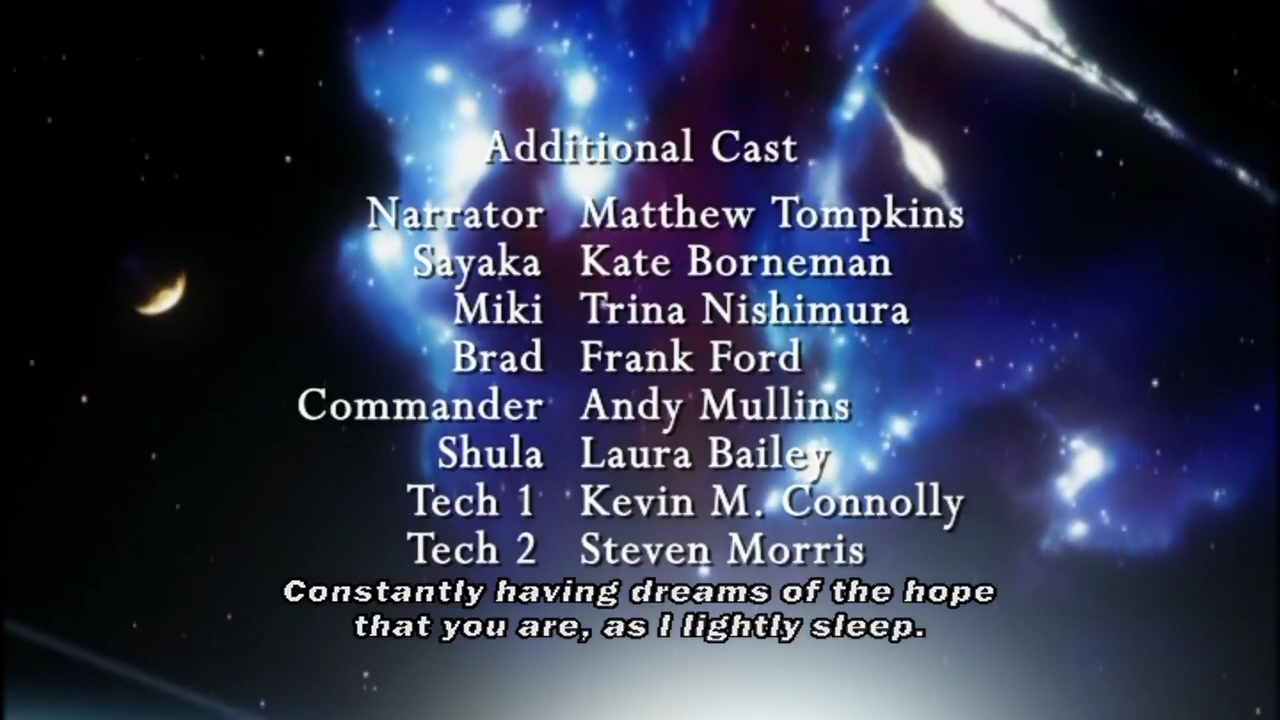 Additional Cast
Narrator Matthew Tompkins
Sayaka Kate Borneman
Miki Trina Nishimura
Brad Frank Ford
Commander Andy Mullins
Shula Laura Bailey
Tech 1 Kevin M. Connolly
Tech 2 Steven Morris
Constantly having dreams of the hope
that you are, as I lightly sleep.